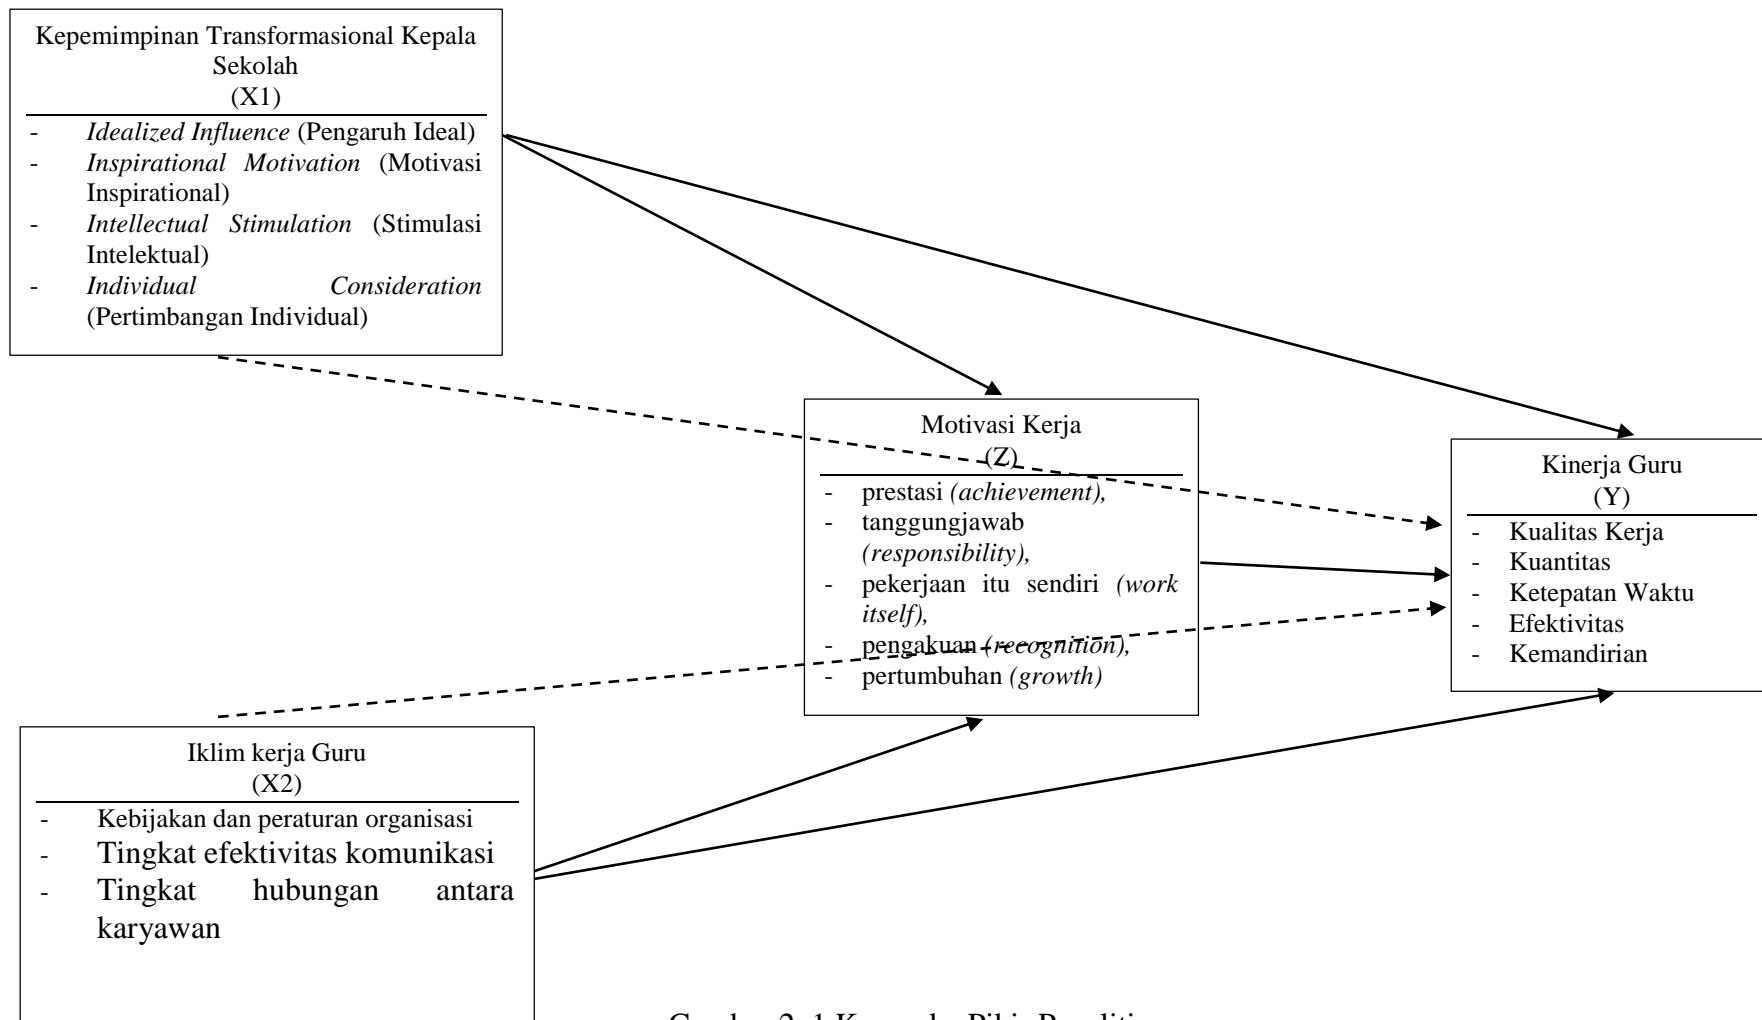 Kepemimpinan Transformasional Kepala
Sekolah
(X1)
- Idealized Influence (Pengaruh Ideal)
- Inspirational Motivation (Motivasi
Inspirational)
- Intellectual Stimulation (Stimulasi
Intelektual)
- Individual Consideration
(Pertimbangan Individual)
Motivasi Kerja
(Z)
- prestasi (achievement),
- tanggungjawab
(responsibility),
- pekerjaan itu sendiri (work
itself),
- pengakuan (recognition),
- pertumbuhan (growth)
Kinerja Guru
(Y)
- Kualitas Kerja
- Kuantitas
- Ketepatan Waktu
- Efektivitas
- Kemandirian
Iklim kerja Guru
(X2)
- Kebijakan dan peraturan organisasi
- Tingkat efektivitas komunikasi
- Tingkat hubungan antara
karyawan